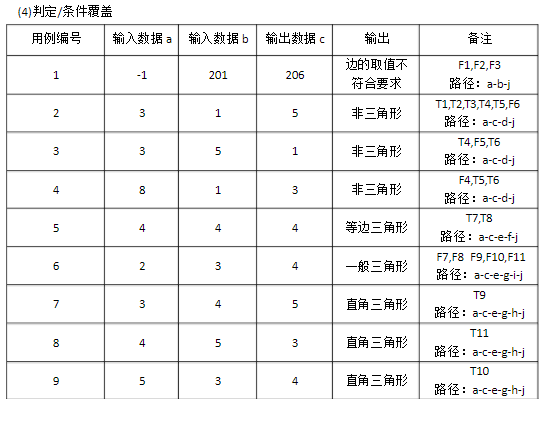 (4)判定/条件覆盖
用例编号 输入数据a 输入数据b 输出数据c 输出 备注
1 -1 201 206 边的取值不符合要求 F1,F2,F3
路径：a-b-j
2 3 1 5 非三角形 T1,T2,T3,T4,T5,F6
路径：a-c-d-j
3 3 5 1 非三角形 T4,F5,T6
路径：a-c-d-j
4 8 1 3 非三角形 F4,T5,T6
路径：a-c-d-j
5 4 4 4 等边三角形 T7,T8
路径：a-c-e-f-j
6 2 3 4 一般三角形 F7,F8 F9,F10,F11
路径：a-c-e-g-i-j
7 3 4 5 直角三角形 T9
路径：a-c-e-g-h-j
8 4 5 3 直角三角形 T11
路径：a-c-e-g-h-j
9 5 3 4 直角三角形 T10
路径：a-c-e-g-h-j